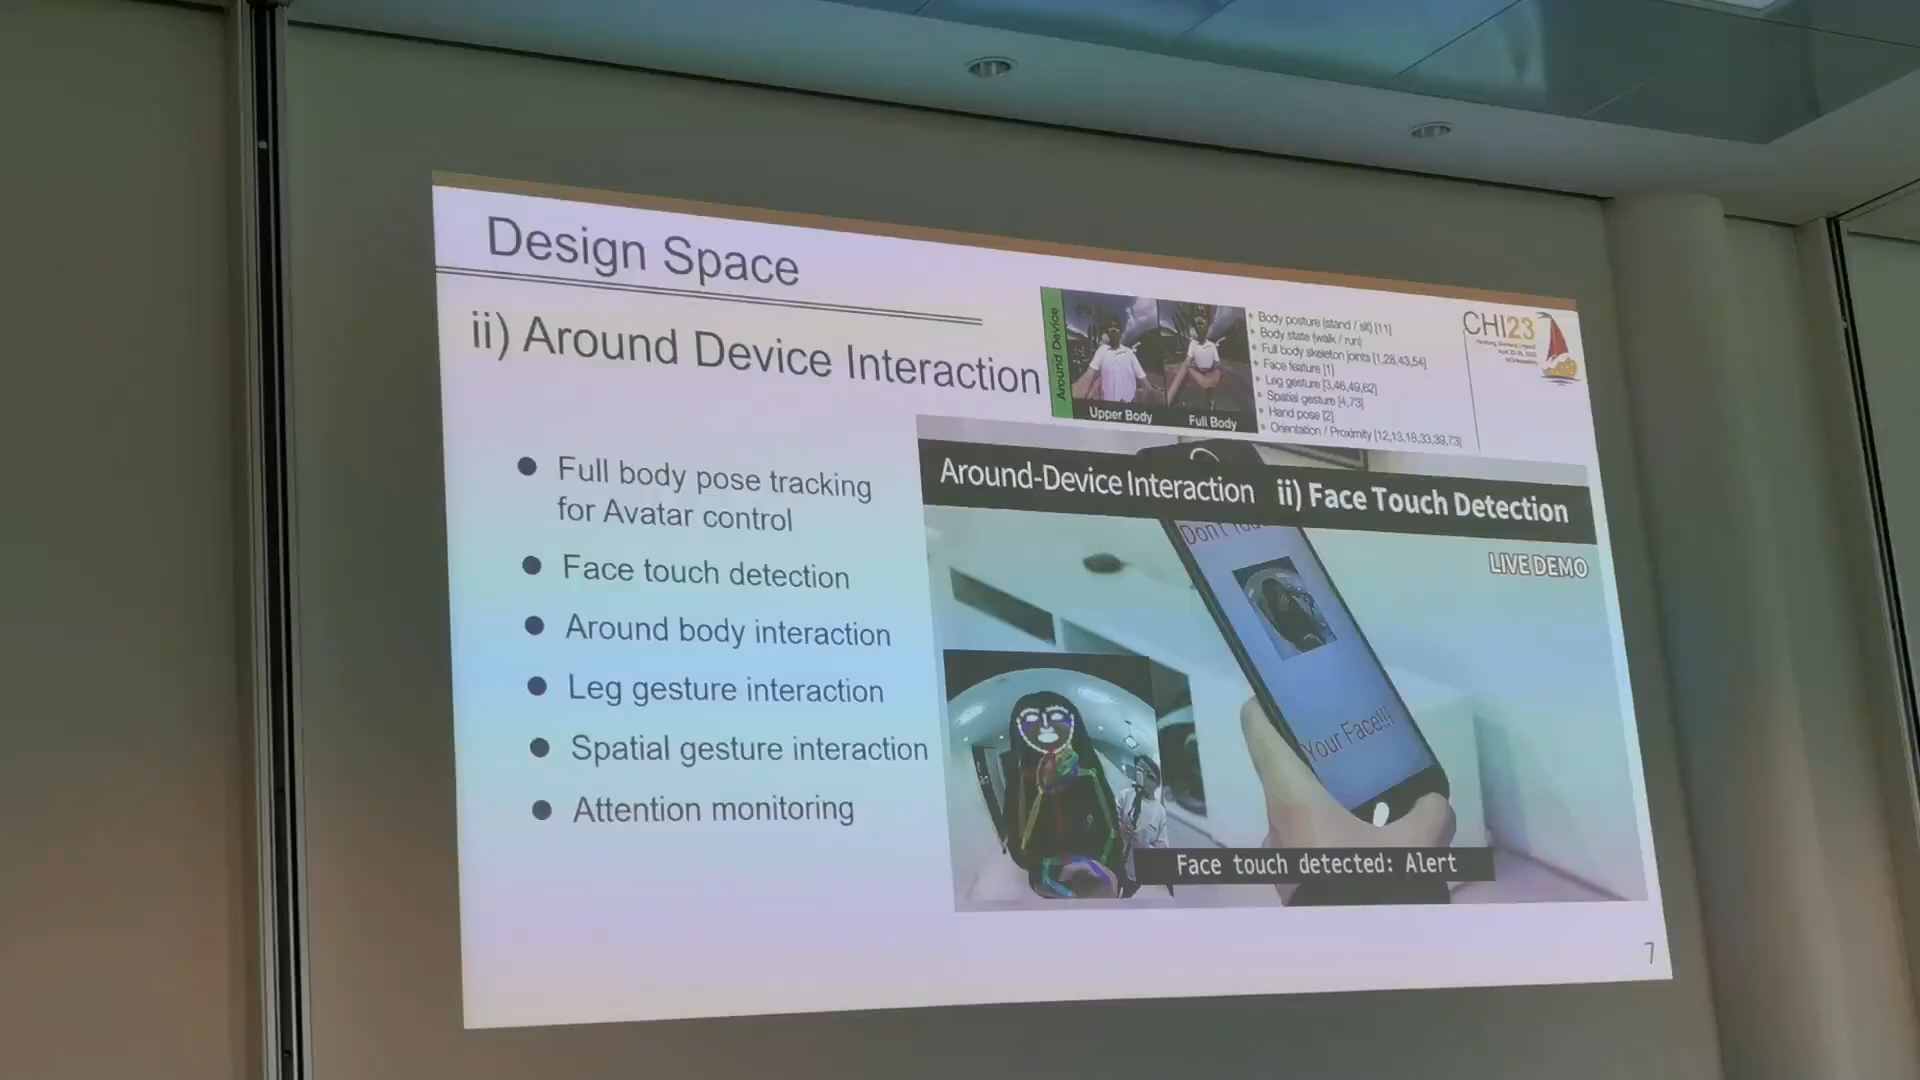 Design Space
ii) Around Device Interaction
Around Device
Upper Body
Full Body
• Body posture (stand / sit) [11]
• Body state (walk / run)
• Full body skeleton joints [1,28,43,54]
• Face feature [1]
• Leg gesture [3,46,49,62]
• Spatial gesture [4,73]
• Hand pose [2]
• Orientation / Proximity [12,13,18,33,39,73]
CHI23
● Full body pose tracking
for Avatar control
● Face touch detection
● Around body interaction
● Leg gesture interaction
● Spatial gesture interaction
● Attention monitoring
Around-Device Interaction ii) Face Touch Detection
LIVE DEMO
Don't
Your Face!!!
Face touch detected: Alert
7